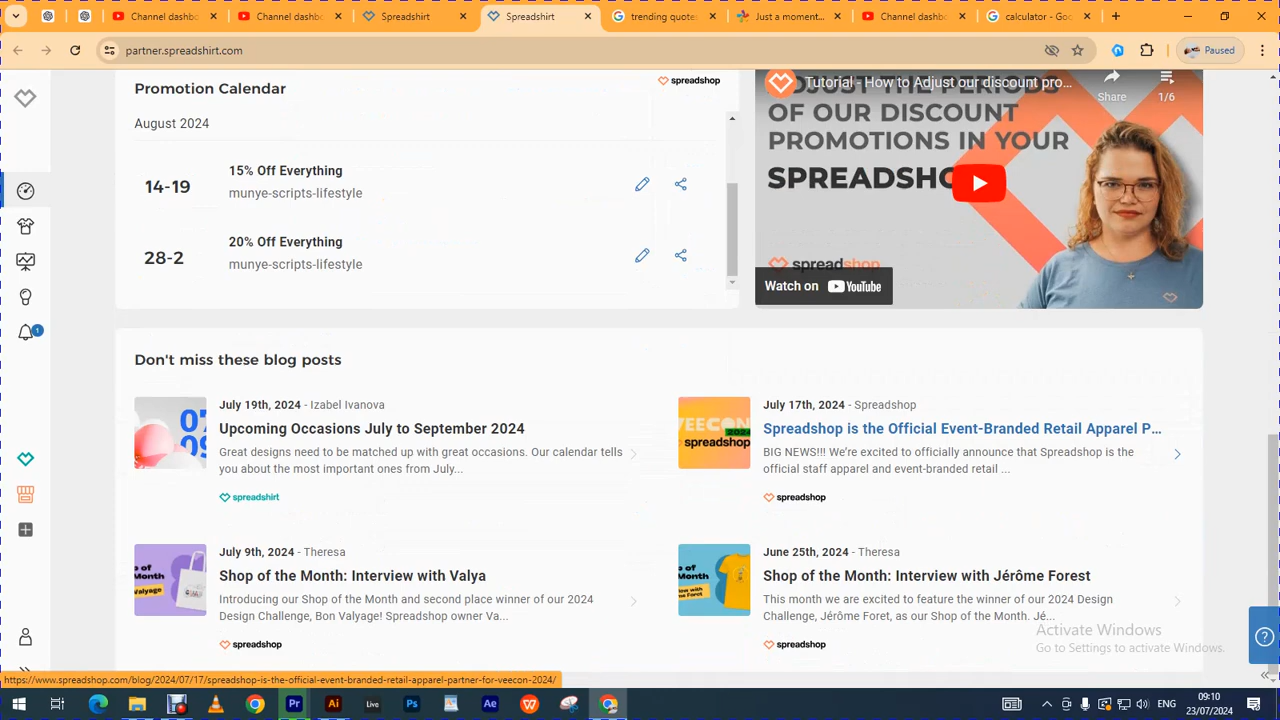 Channel dashbo
Channel dashbo
Spreadshirt
Spreadshirt
trending quote
Just a moment...
Channel dashbo
calculator - Goo
partner.spreadshirt.com
Paused
Promotion Calendar
spreadshop
August 2024
14-19
15% Off Everything
munye-scripts-lifestyle
28-2
20% Off Everything
munye-scripts-lifestyle
Tutorial - How to Adjust our discount pro...
Share
1/6
OF OUR DISCOUNT
PROMOTIONS IN YOUR
SPREADSHO
spreadshop
Watch on YouTube
1
Don't miss these blog posts
July 19th, 2024 - Izabel Ivanova
Upcoming Occasions July to September 2024
Great designs need to be matched up with great occasions. Our calendar tells
you about the most important ones from July...
spreadshirt
07
09
July 17th, 2024 - Spreadshop
Spreadshop is the Official Event-Branded Retail Apparel P...
BIG NEWS!!! We're excited to officially announce that Spreadshop is the
official staff apparel and event-branded retail ...
spreadshop
VEECON
2024
spreadshop
July 9th, 2024 - Theresa
Shop of the Month: Interview with Valya
Introducing our Shop of the Month and second place winner of our 2024
Design Challenge, Bon Valyage! Spreadshop owner Va...
spreadshop
June 25th, 2024 - Theresa
Shop of the Month: Interview with Jérôme Forest
This month we are excited to feature the winner of our 2024 Design
Challenge, Jérôme Foret, as our Shop of the Month. Jé...
spreadshop
Activate Windows
Go to Settings to activate Windows.
https://www.spreadshop.com/blog/2024/07/17/spreadshop-is-the-official-event-branded-retail-apparel-partner-for-veecon-2024/
Pr
Ai
Live
Ps
Ae
W
ENG
09:10
23/07/2024